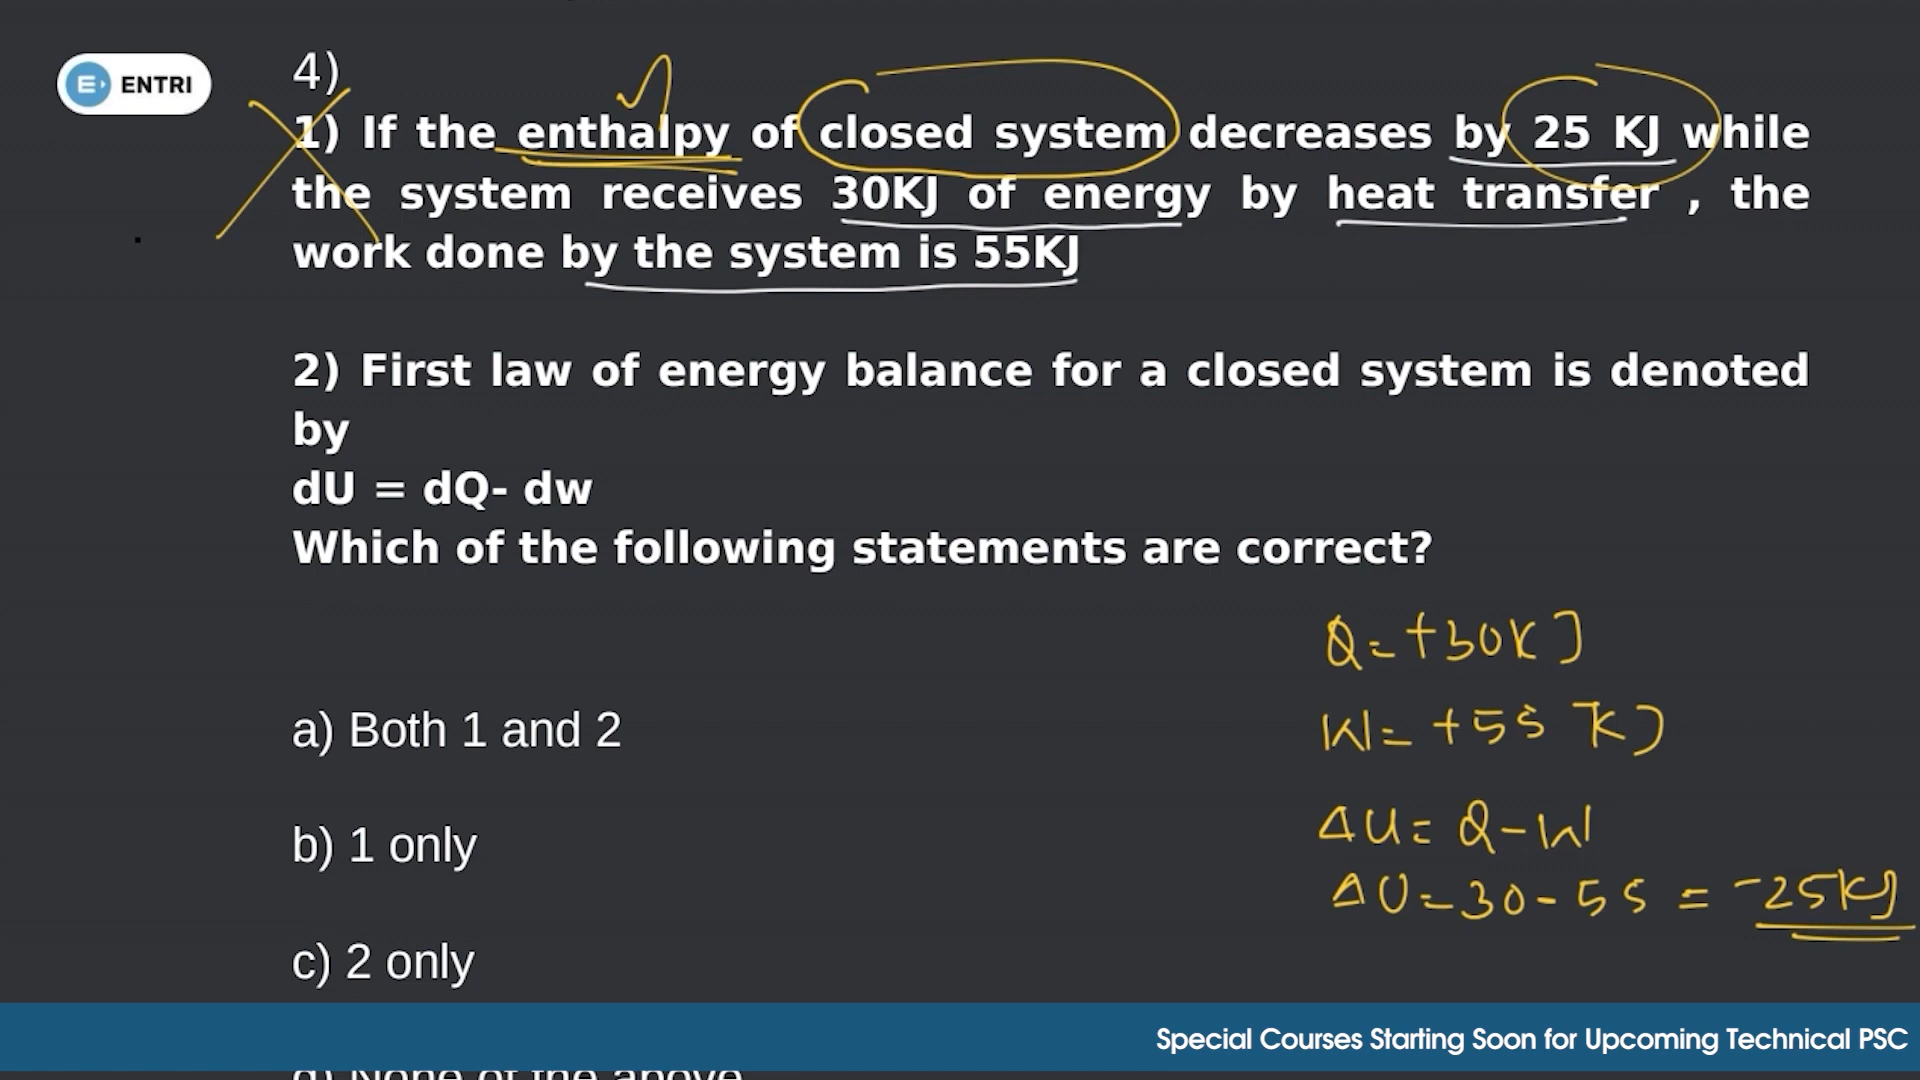 ENTRI
4)
1) If the enthalpy of closed system decreases by 25 KJ while
the system receives 30KJ of energy by heat transfer , the
work done by the system is 55KJ
2) First law of energy balance for a closed system is denoted
by
dU = dQ- dw
Which of the following statements are correct?
a) Both 1 and 2
b) 1 only
c) 2 only
d) None of the above
Q = +30KJ
W = +55 KJ
ΔU = Q - W
ΔU = 30 - 55 = -25KJ
Special Courses Starting Soon for Upcoming Technical PSC